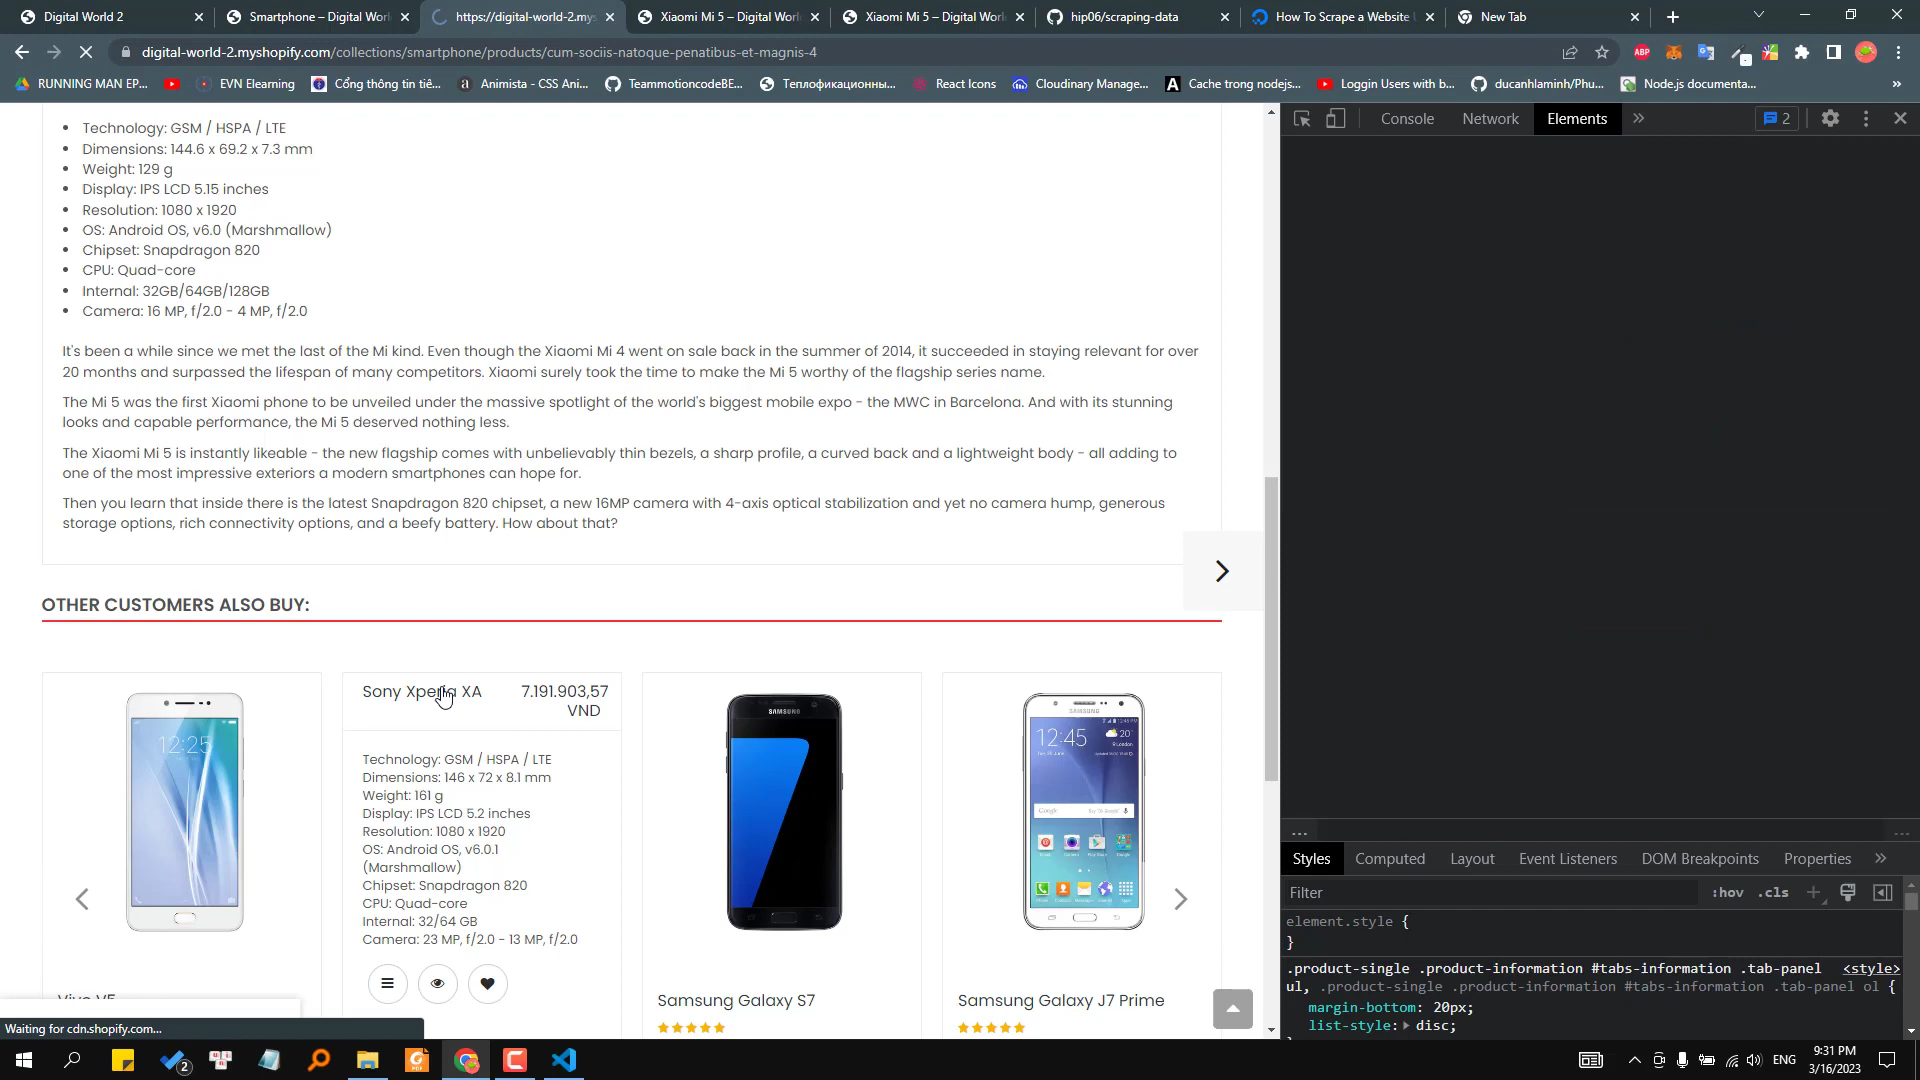 Digital World 2
Smartphone – Digital Worl
https://digital-world-2.mys
Xiaomi Mi 5 – Digital World
Xiaomi Mi 5 – Digital World
hip06/scraping-data
How To Scrape a Website U
New Tab
digital-world-2.myshopify.com/collections/smartphone/products/cum-sociis-natoque-penatibus-et-magnis-4
ABP
RUNNING MAN EP...
EVN Elearning
Cổng thông tin tiê...
Animista - CSS Ani...
TeammotioncodeBE...
Теплофикационны...
React Icons
Cloudinary Manage...
Cache trong nodejs...
Loggin Users with b...
ducanhlaminh/Phu...
Node.js documenta...
»
Technology: GSM / HSPA / LTE
Dimensions: 144.6 x 69.2 x 7.3 mm
Weight: 129 g
Display: IPS LCD 5.15 inches
Resolution: 1080 x 1920
OS: Android OS, v6.0 (Marshmallow)
Chipset: Snapdragon 820
CPU: Quad-core
Internal: 32GB/64GB/128GB
Camera: 16 MP, f/2.0 - 4 MP, f/2.0
It's been a while since we met the last of the Mi kind. Even though the Xiaomi Mi 4 went on sale back in the summer of 2014, it succeeded in staying relevant for over
20 months and surpassed the lifespan of many competitors. Xiaomi surely took the time to make the Mi 5 worthy of the flagship series name.
The Mi 5 was the first Xiaomi phone to be unveiled under the massive spotlight of the world's biggest mobile expo - the MWC in Barcelona. And with its stunning
looks and capable performance, the Mi 5 deserved nothing less.
The Xiaomi Mi 5 is instantly likeable - the new flagship comes with unbelievably thin bezels, a sharp profile, a curved back and a lightweight body - all adding to
one of the most impressive exteriors a modern smartphones can hope for.
Then you learn that inside there is the latest Snapdragon 820 chipset, a new 16MP camera with 4-axis optical stabilization and yet no camera hump, generous
storage options, rich connectivity options, and a beefy battery. How about that?
OTHER CUSTOMERS ALSO BUY:
12:25
Sony Xperia XA
7.191.903,57
VND
Technology: GSM / HSPA / LTE
Dimensions: 146 x 72 x 8.1 mm
Weight: 161 g
Display: IPS LCD 5.2 inches
Resolution: 1080 x 1920
OS: Android OS, v6.0.1
(Marshmallow)
Chipset: Snapdragon 820
CPU: Quad-core
Internal: 32/64 GB
Camera: 23 MP, f/2.0 - 13 MP, f/2.0
SAMSUNG
SAMSUNG
12:45
20°
Google
Vivo V5
Samsung Galaxy S7
Samsung Galaxy J7 Prime
Waiting for cdn.shopify.com...
Console
Network
Elements
»
2
...
...
Styles
Computed
Layout
Event Listeners
DOM Breakpoints
Properties
»
Filter
:hov
.cls
element.style {
}
.product-single .product-information #tabs-information .tab-panel
<style>
ul, .product-single .product-information #tabs-information .tab-panel ol {
margin-bottom: 20px;
list-style: disc;
2
ENG
9:31 PM
3/16/2023